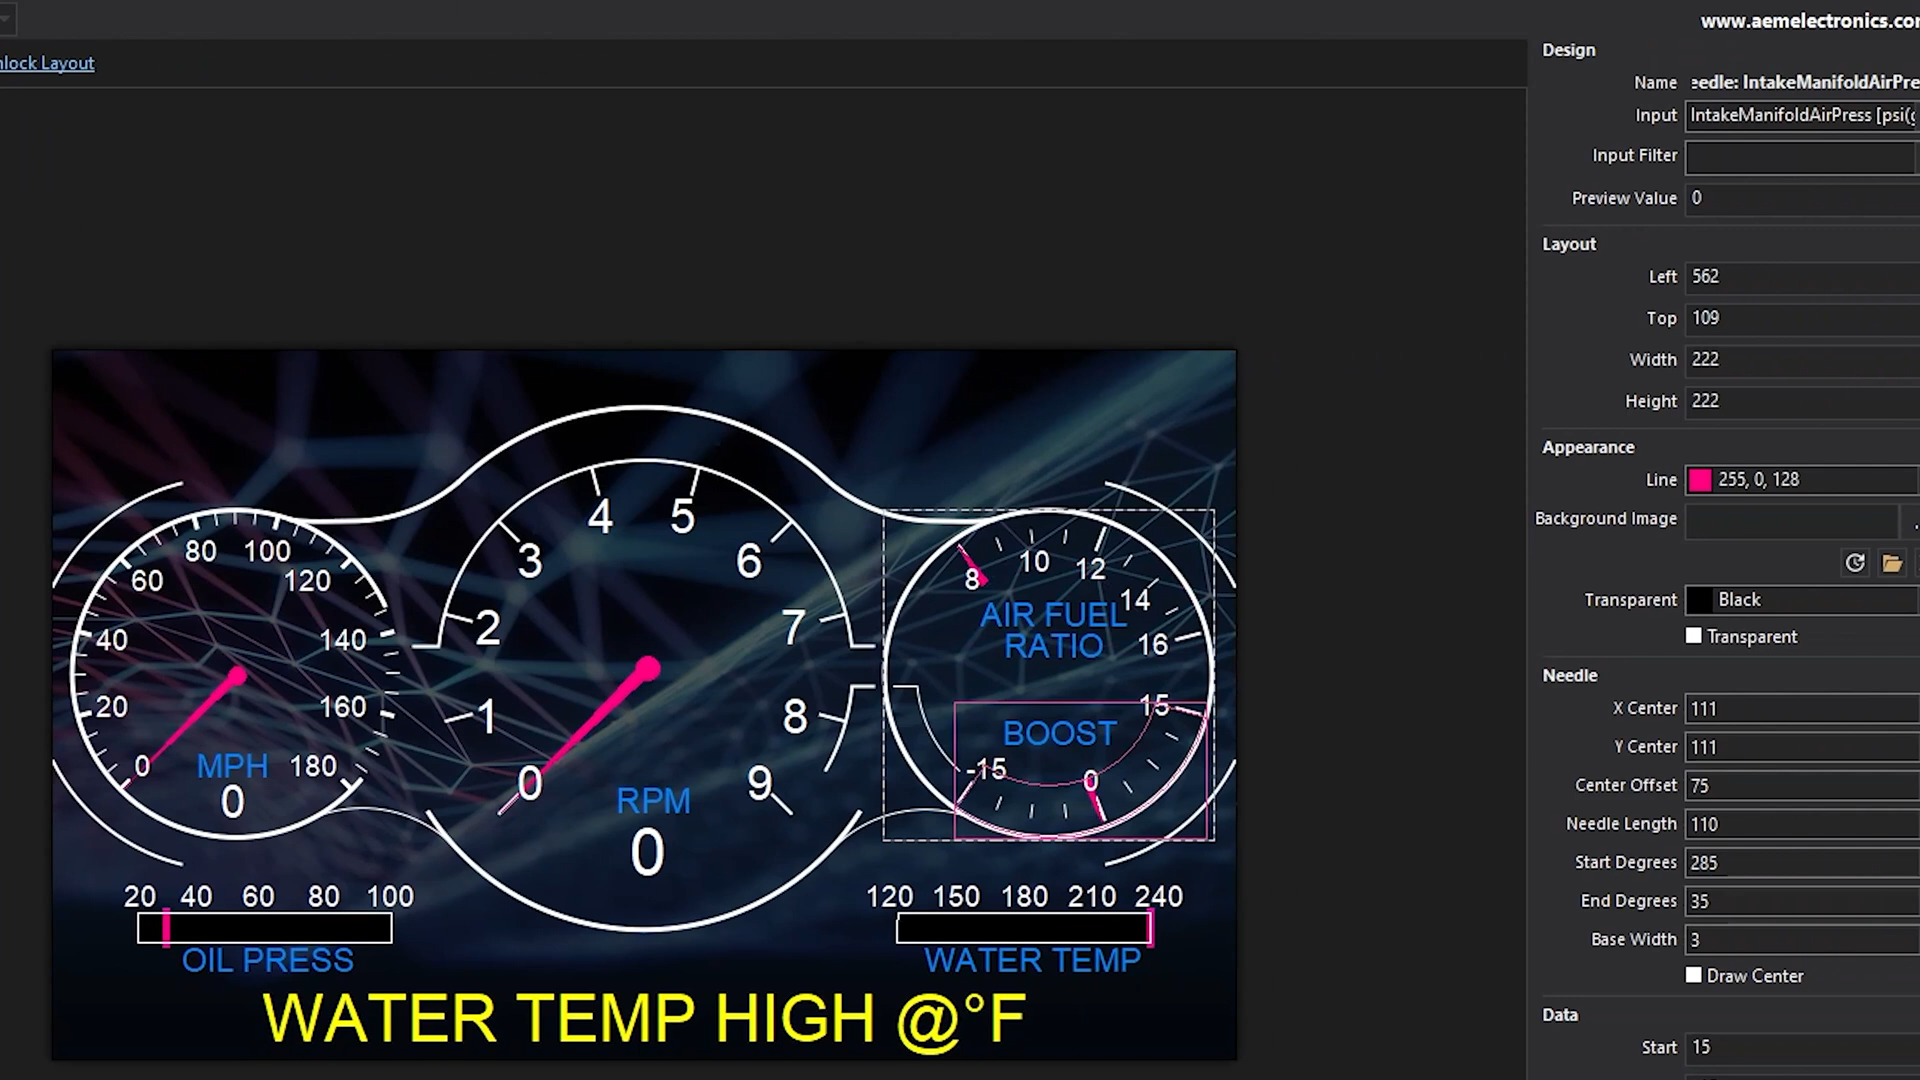 www.aemelectronics.co
nlock Layout
Design
Name eedle: IntakeManifoldAirPre
Input IntakeManifoldAirPress [psi(g
Input Filter
Preview Value 0
Layout
Left 562
Top 109
Width 222
Height 222
Appearance
Line 255, 0, 128
Background Image
Transparent Black
Transparent
Needle
X Center 111
Y Center 111
Center Offset 75
Needle Length 110
Start Degrees 285
End Degrees 35
Base Width 3
Draw Center
Data
Start 15
0 20 40 60 80 100 120 140 160 180
MPH
0
0 1 2 3 4 5 6 7 8 9
RPM
0
8 10 12 14 16
AIR FUEL
RATIO
BOOST
-15 0 15
20 40 60 80 100
OIL PRESS
120 150 180 210 240
WATER TEMP
WATER TEMP HIGH @°F